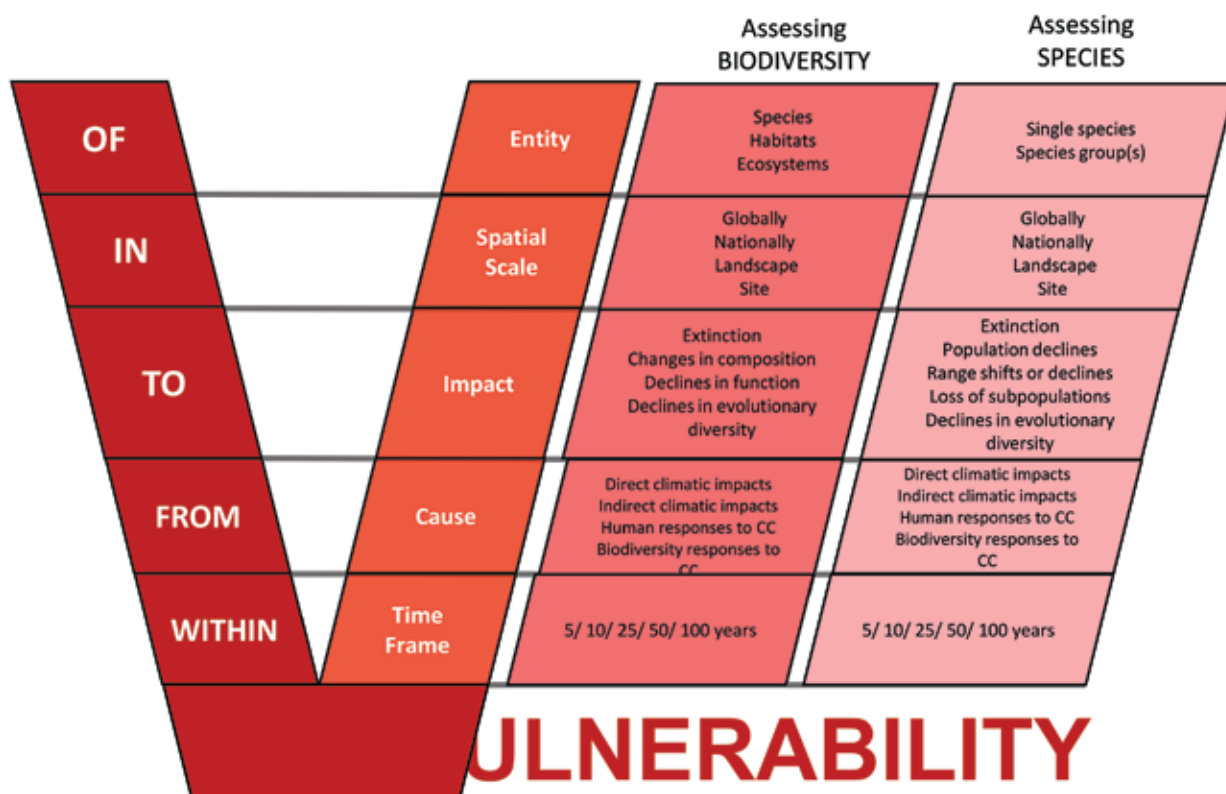 Assessing
BIODIVERSITY
Assessing
SPECIES
OF
Entity
Species
Habitats
Ecosystems
Single species
Species group(s)
IN
Spatial
Scale
Globally
Nationally
Landscape
Site
Globally
Nationally
Landscape
Site
TO
Impact
Extinction
Changes in composition
Declines in function
Declines in evolutionary
diversity
Extinction
Population declines
Range shifts or declines
Loss of subpopulations
Declines in evolutionary
diversity
FROM
Cause
Direct climatic impacts
Indirect climatic impacts
Human responses to CC
Biodiversity responses to
CC
Direct climatic impacts
Indirect climatic impacts
Human responses to CC
Biodiversity responses to
CC
WITHIN
Time
Frame
5/ 10/ 25/ 50/ 100 years
5/ 10/ 25/ 50/ 100 years
VULNERABILITY